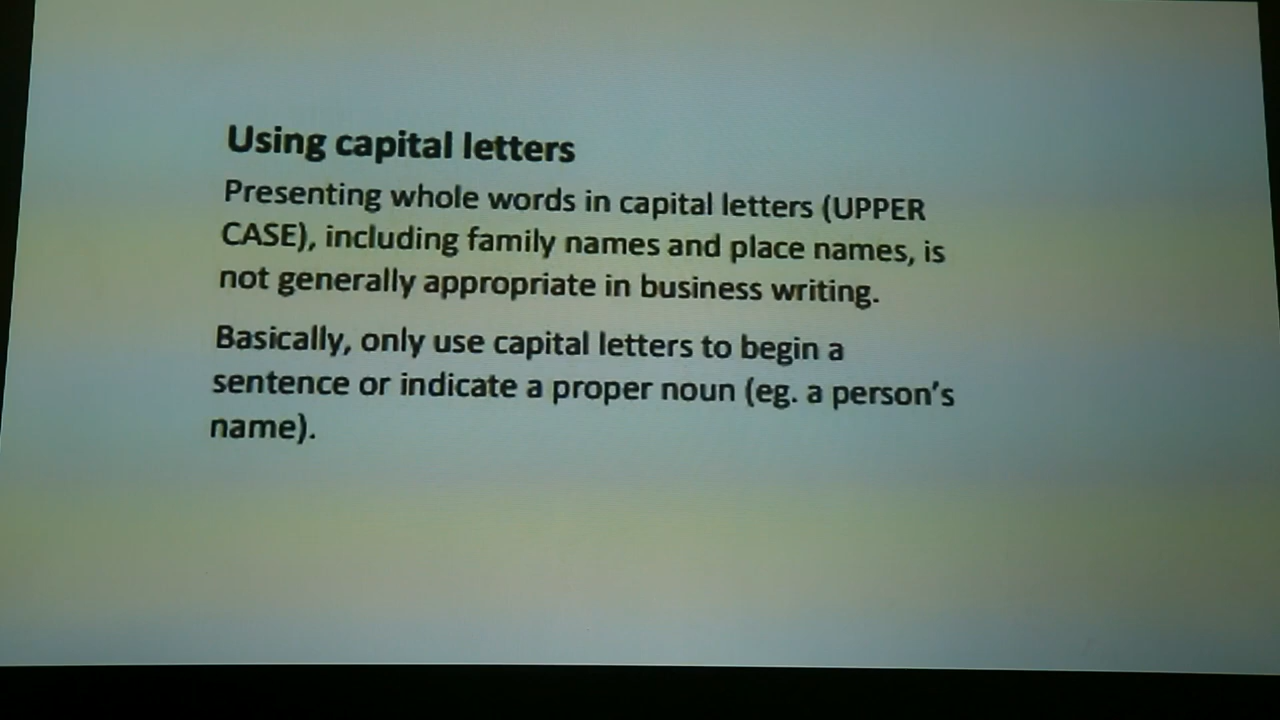 Using capital letters
Presenting whole words in capital letters (UPPER
CASE), including family names and place names, is
not generally appropriate in business writing.
Basically, only use capital letters to begin a
sentence or indicate a proper noun (eg. a person's
name).